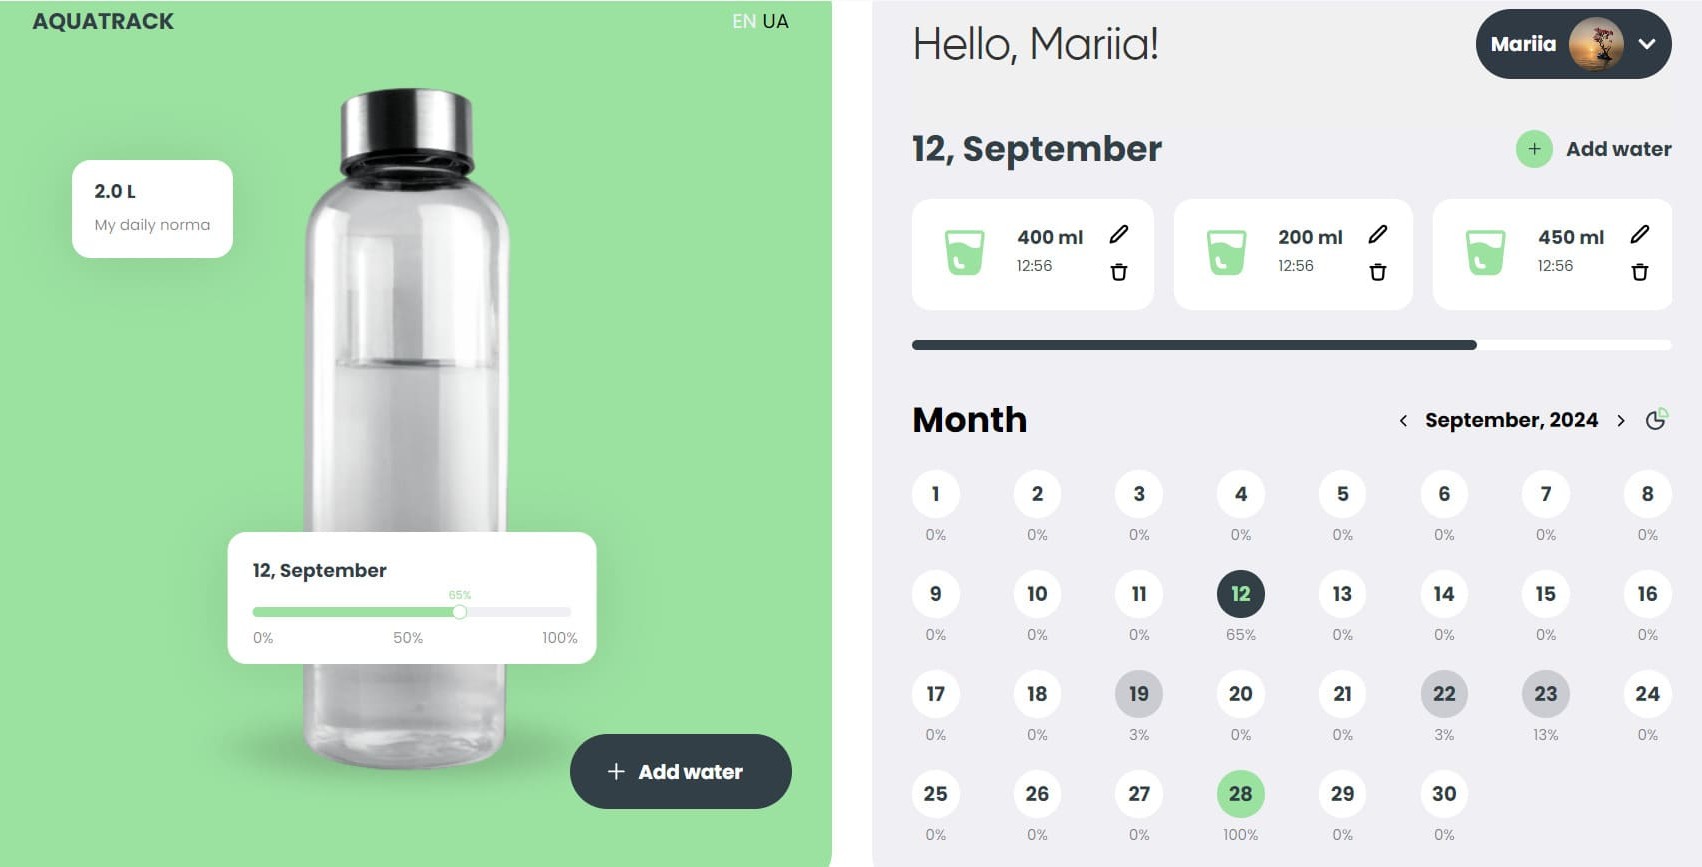 AQUATRACK
EN UA
2.0 L
My daily norma
12, September
65%
0% 50% 100%
+ Add water
Hello, Mariia!
Mariia
12, September
+ Add water
400 ml
12:56
200 ml
12:56
450 ml
12:56
Month
< September, 2024 >
1 2 3 4 5 6 7 8
0% 0% 0% 0% 0% 0% 0% 0%
9 10 11 12 13 14 15 16
0% 0% 0% 65% 0% 0% 0% 0%
17 18 19 20 21 22 23 24
0% 0% 3% 0% 0% 3% 13% 0%
25 26 27 28 29 30
0% 0% 0% 100% 0% 0%